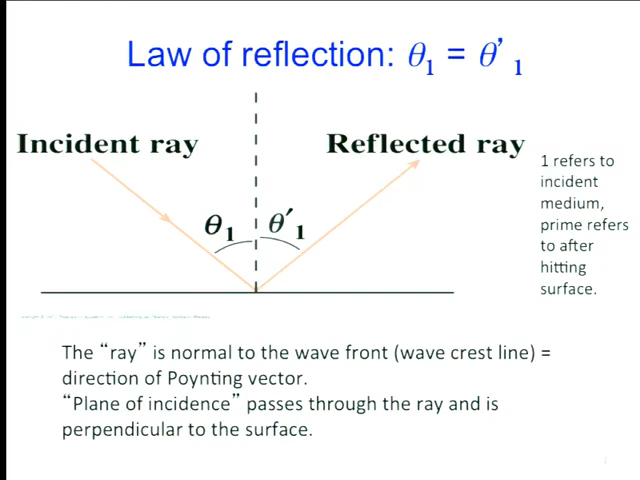 Law of reflection: θ₁ = θ’₁
Incident ray
Reflected ray
θ₁
θ′₁
1 refers to
incident
medium,
prime refers
to after
hitting
surface.
The “ray” is normal to the wave front (wave crest line) =
direction of Poynting vector.
“Plane of incidence” passes through the ray and is
perpendicular to the surface.